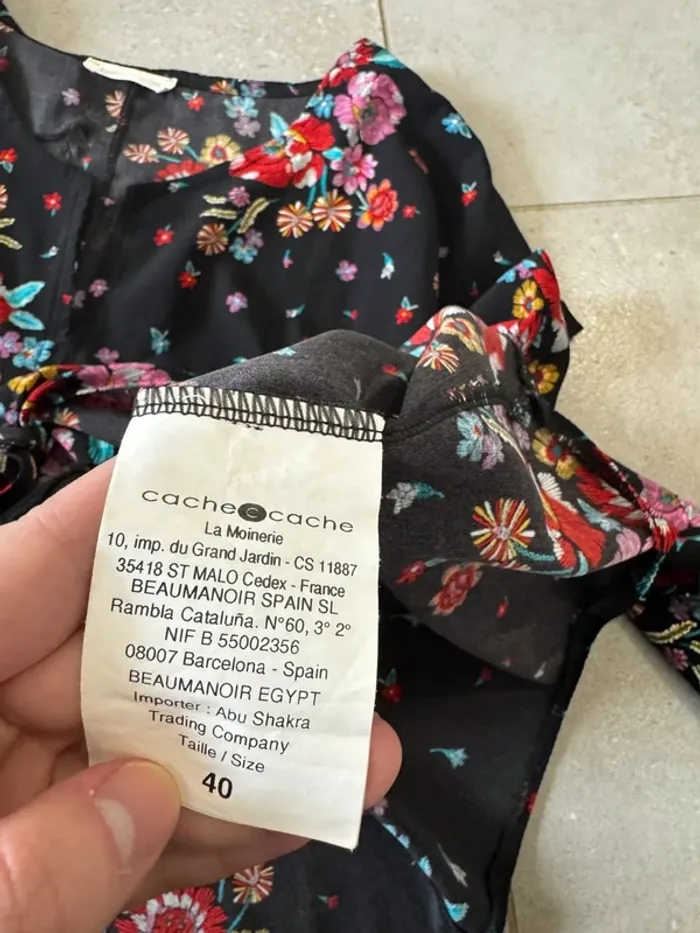 cache c cache
La Moinerie
10, imp. du Grand Jardin - CS 11887
35418 ST MALO Cedex - France
BEAUMANOIR SPAIN SL
Rambla Cataluña. N°60, 3° 2°
NIF B 55002356
08007 Barcelona - Spain
BEAUMANOIR EGYPT
Importer : Abu Shakra
Trading Company
Taille / Size
40